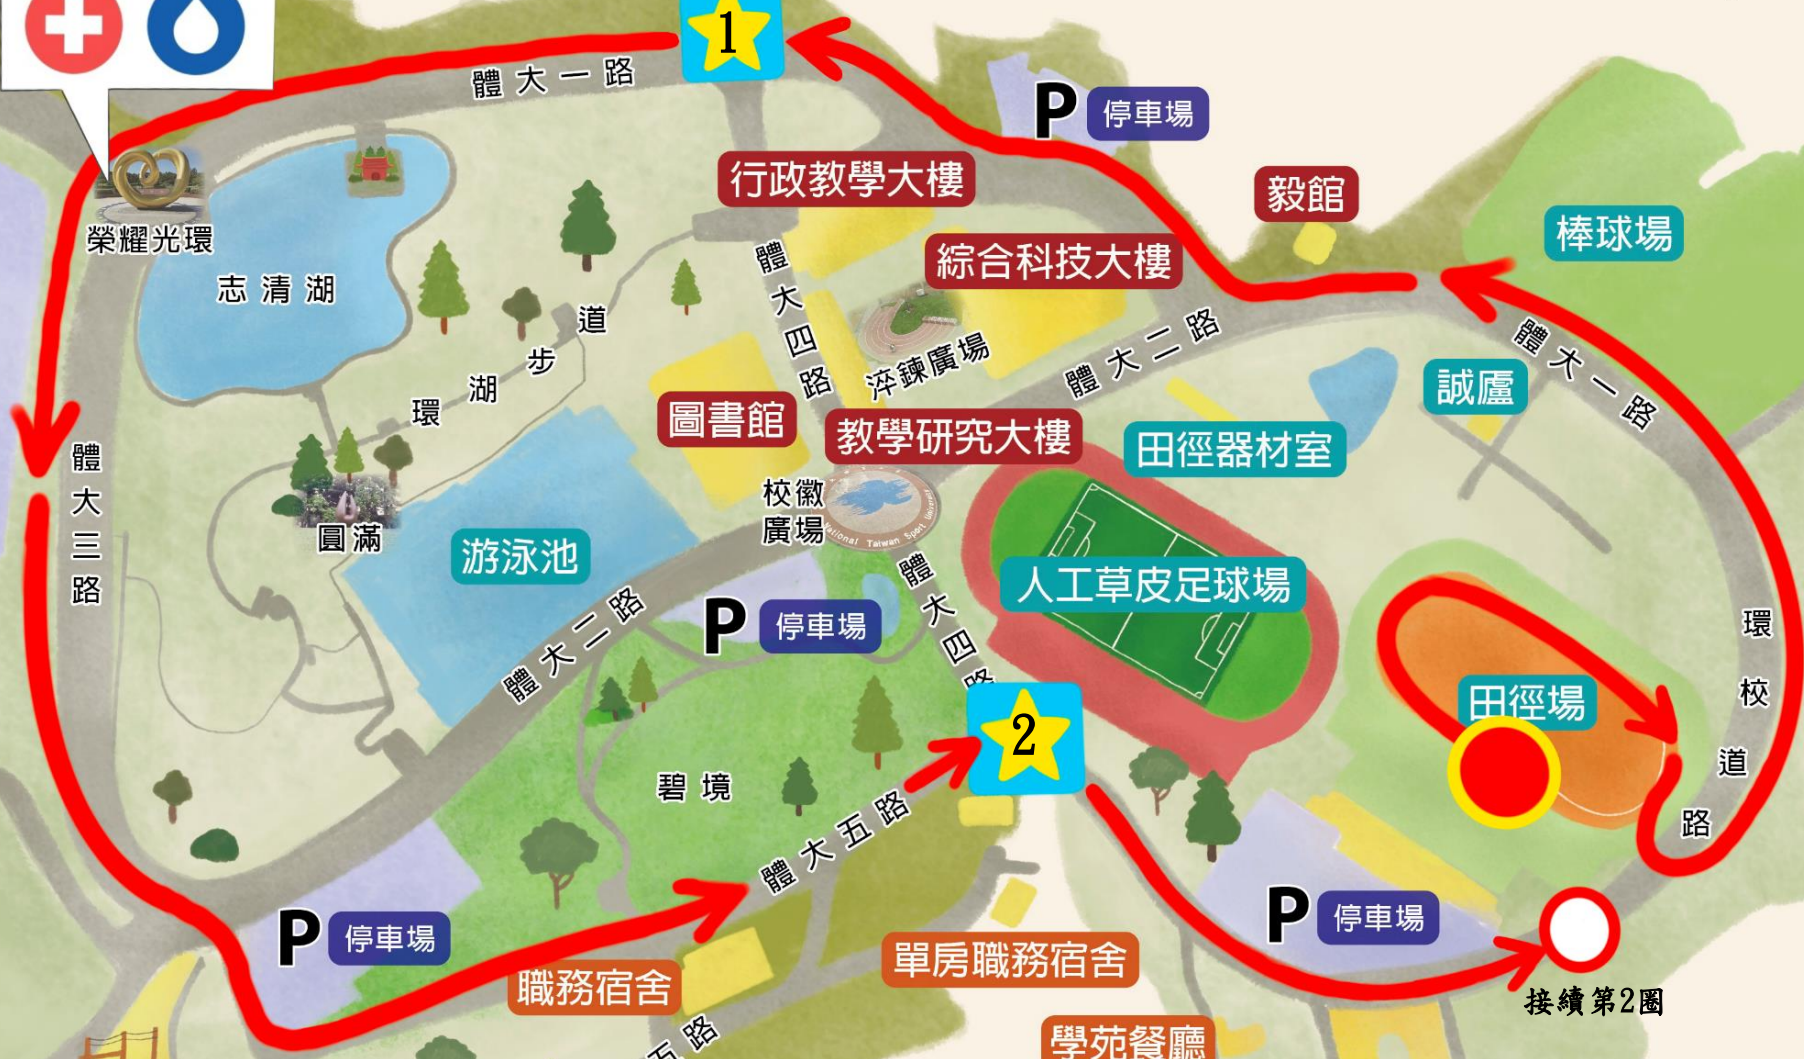 1
體大一路
P 停車場
行政教學大樓
毅館
棒球場
榮耀光環
志清湖
體大四路
綜合科技大樓
淬鍊廣場
體大二路
體大一路
環湖步道
圖書館
教學研究大樓
田徑器材室
誠廬
體大三路
圓滿
游泳池
校徽
廣場
National Taiwan Sport University
體大四路
人工草皮足球場
體大二路
P 停車場
環校道路
田徑場
2
碧境
體大五路
P 停車場
職務宿舍
單房職務宿舍
P 停車場
接續第2圈
五路
學苑餐廳